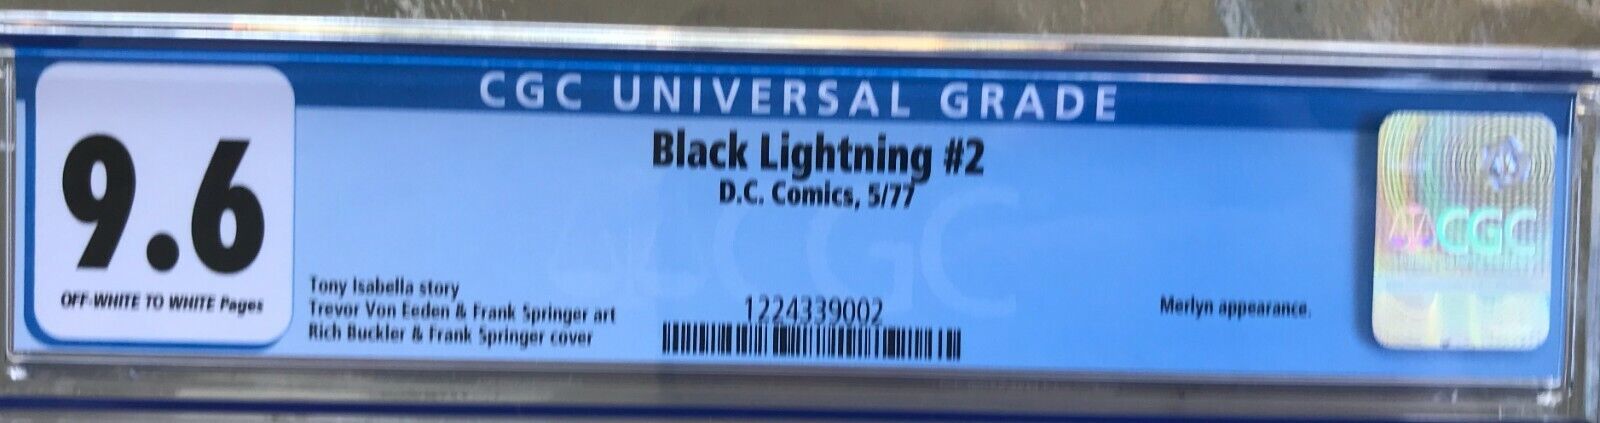 CGC UNIVERSAL GRADE
9.6
OFF-WHITE TO WHITE Pages
Black Lightning #2
D.C. Comics, 5/77
CGC
Tony Isabella story
Trevor Von Eeden & Frank Springer art
Rich Buckler & Frank Springer cover
1224339002
Merlyn appearance.
CGC